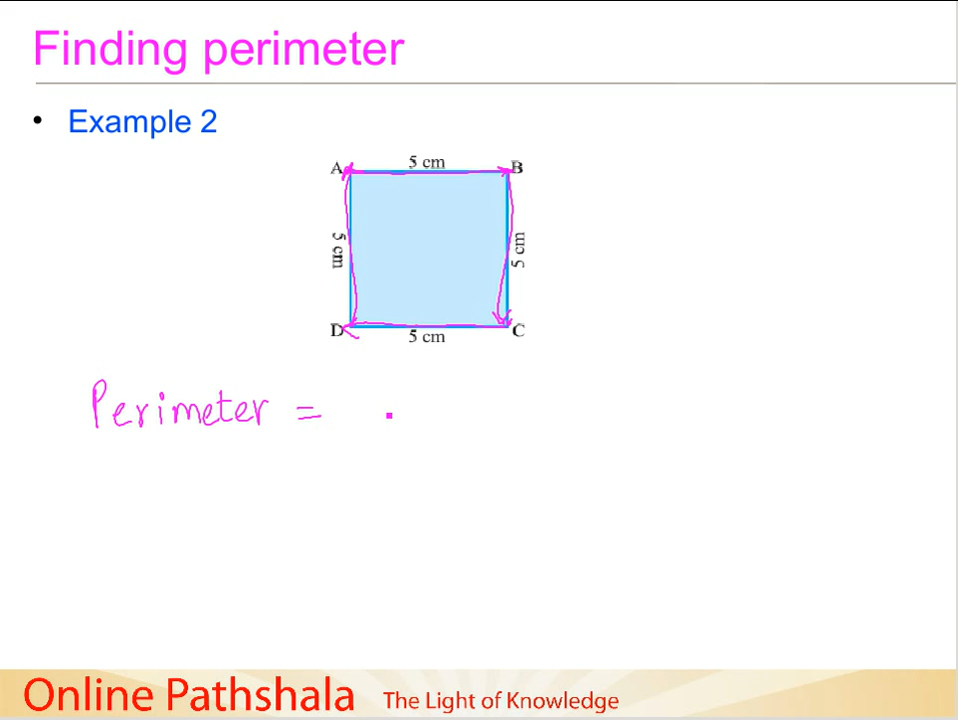 Finding perimeter
• Example 2
A 5 cm B
5 cm 5 cm
D 5 cm C
Perimeter =
Online Pathshala The Light of Knowledge